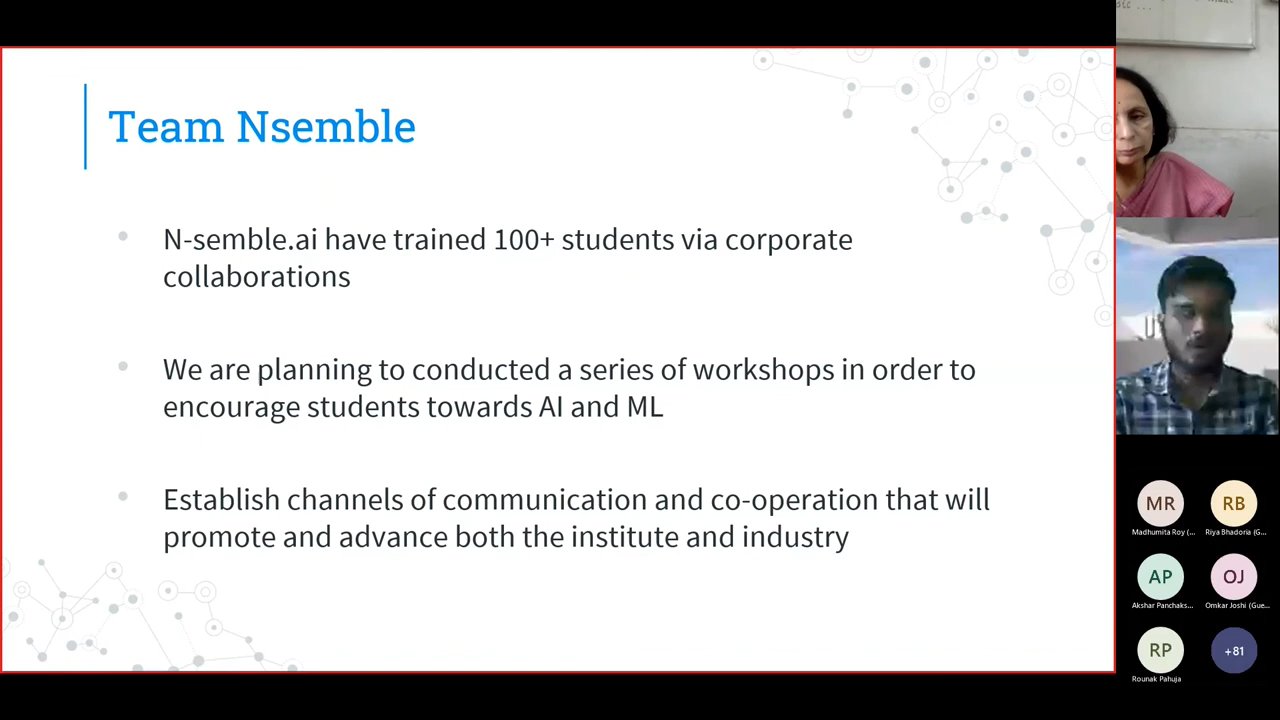 Team Nsemble
N-semble.ai have trained 100+ students via corporate
collaborations
We are planning to conducted a series of workshops in order to
encourage students towards AI and ML
Establish channels of communication and co-operation that will
promote and advance both the institute and industry
MR
RB
Madhumita Roy (...
Riya Bhadoria (G...
AP
OJ
Akshar Panchaks...
Omkar Joshi (Gue...
RP
+81
Rounak Pahuja